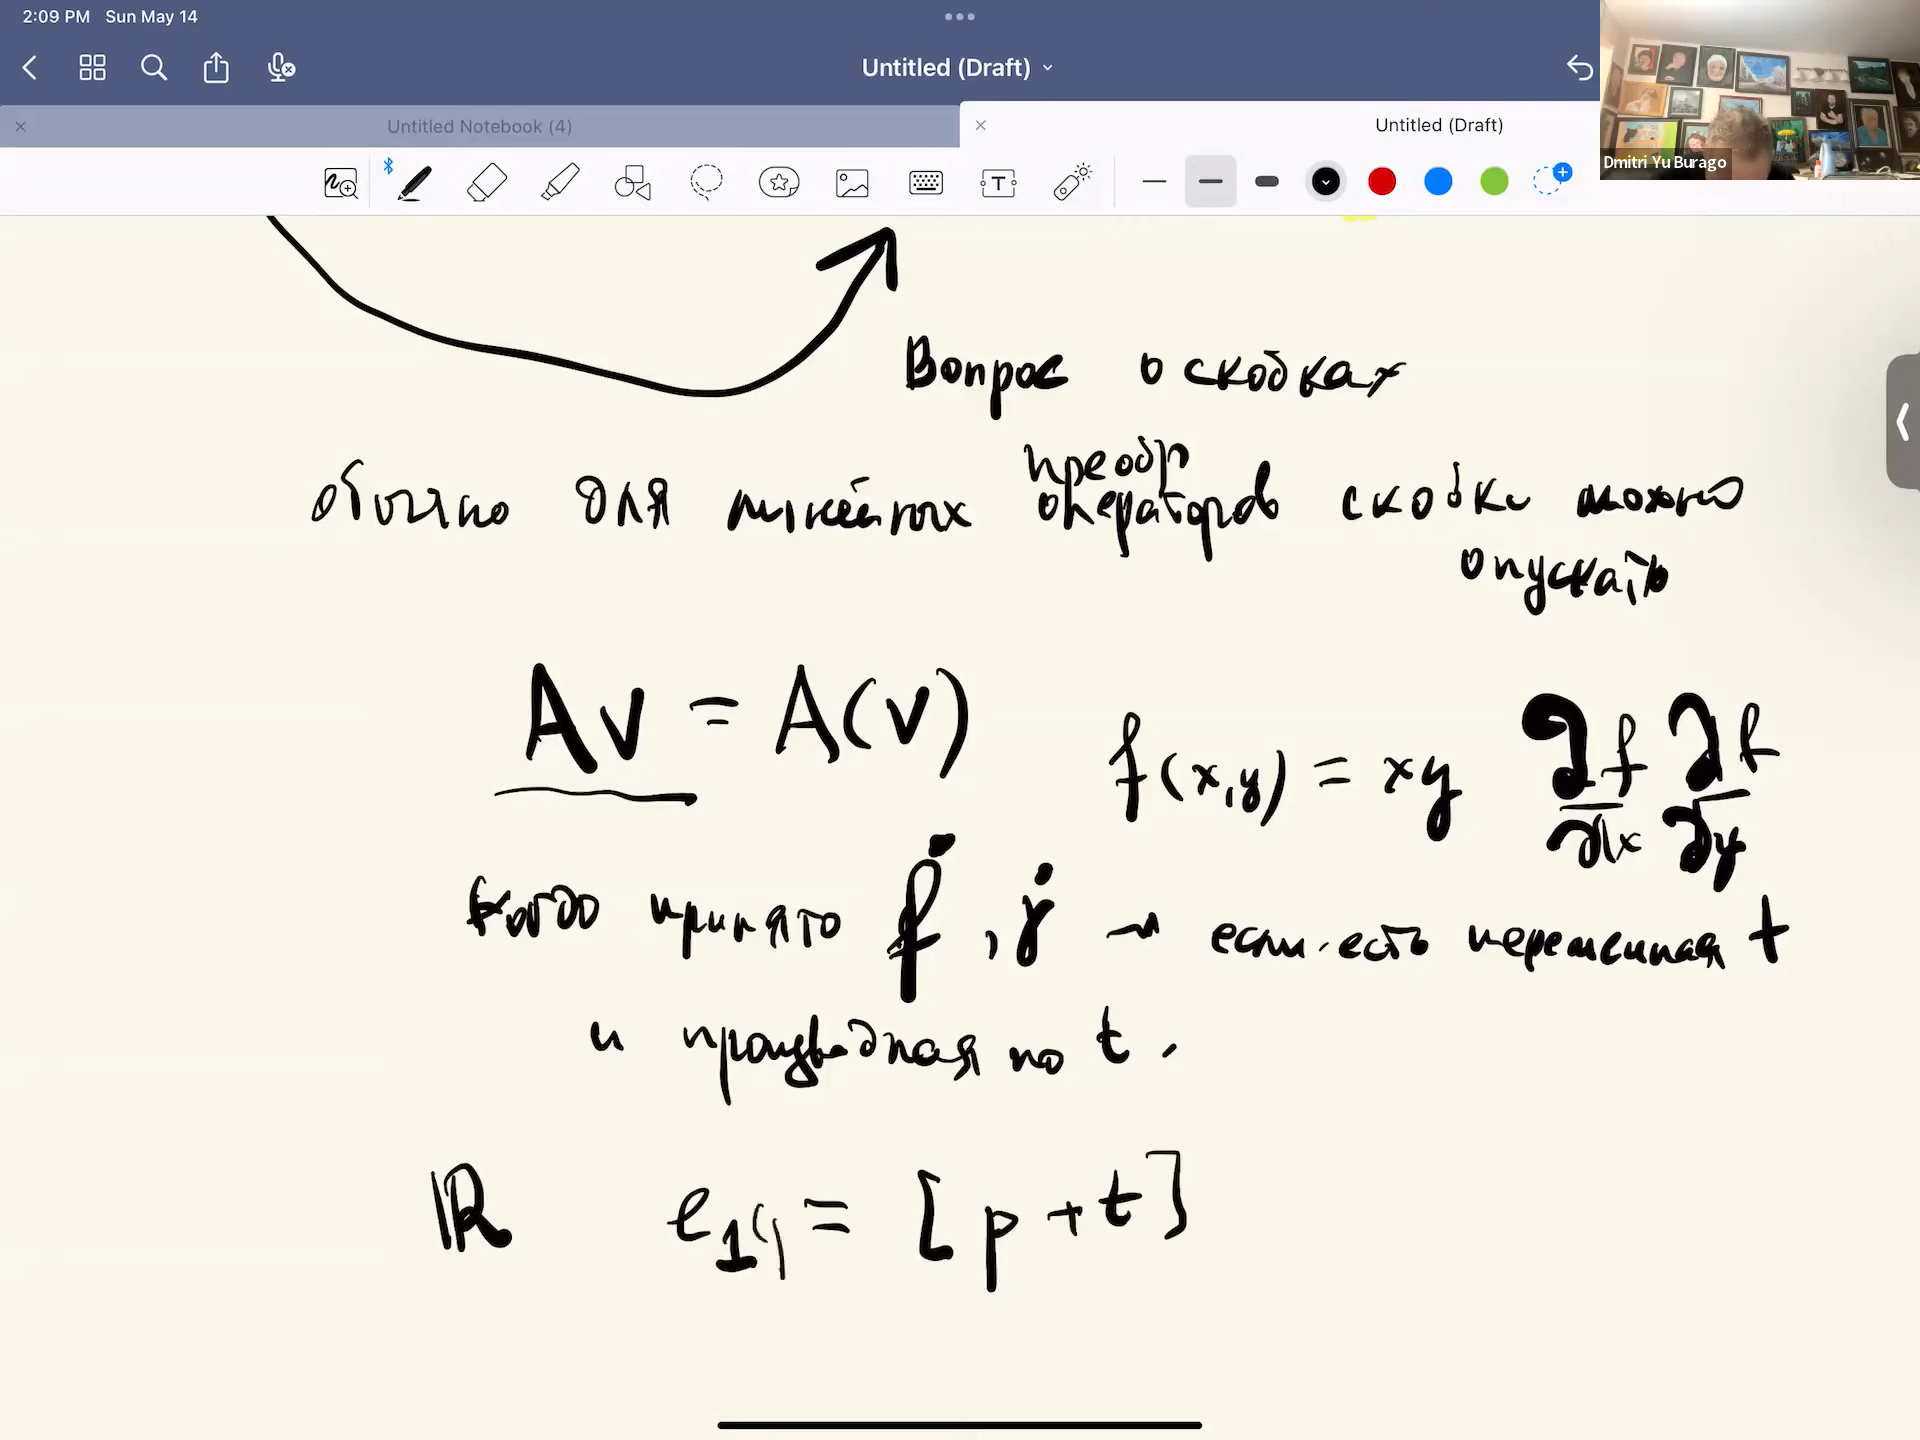 2:09 PM Sun May 14
Untitled (Draft)
Untitled Notebook (4)
Untitled (Draft)
T
Dmitri Yu Burago
Вопрос о скобках
преобр
обычно для линейных операторов скобки можно
опускать
Av = A(v)
f(x,y) = xy ∂f/∂x ∂f/∂y
когда принято ḟ, γ̇ — если есть переменная t
и производная по t.
ℝ e₁ = [p + t]